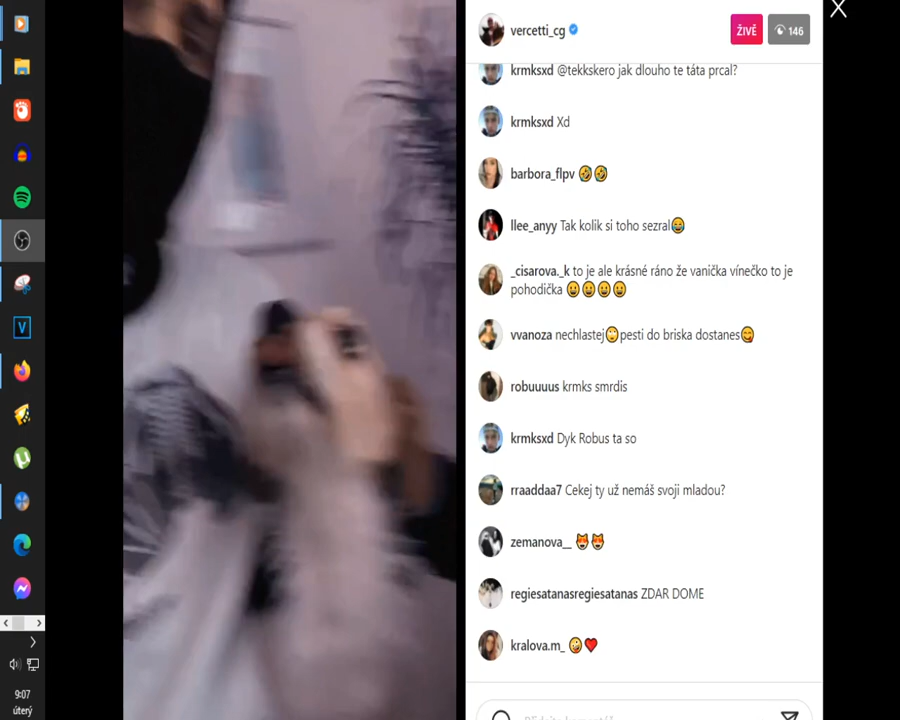 vercetti_cg
ŽIVĚ
146
krmksxd @tekkskero jak dlouho te táta prcal?
krmksxd Xd
barbora_flpv 🤣🤣
llee_anyy Tak kolik si toho sezral😂
_cisarova._k to je ale krásné ráno že vanička vínečko to je
pohodička 😀😀😀😀
vvanoza nechlastej🙄pesti do briska dostanes😋
robuuuus krmks smrdis
krmksxd Dyk Robus ta so
rraaddaa7 Cekej ty už nemáš svoji mladou?
zemanova__ 😻😻
regiesatanasregiesatanas ZDAR DOME
kralova.m_ 🤪❤️
9:07
úterý